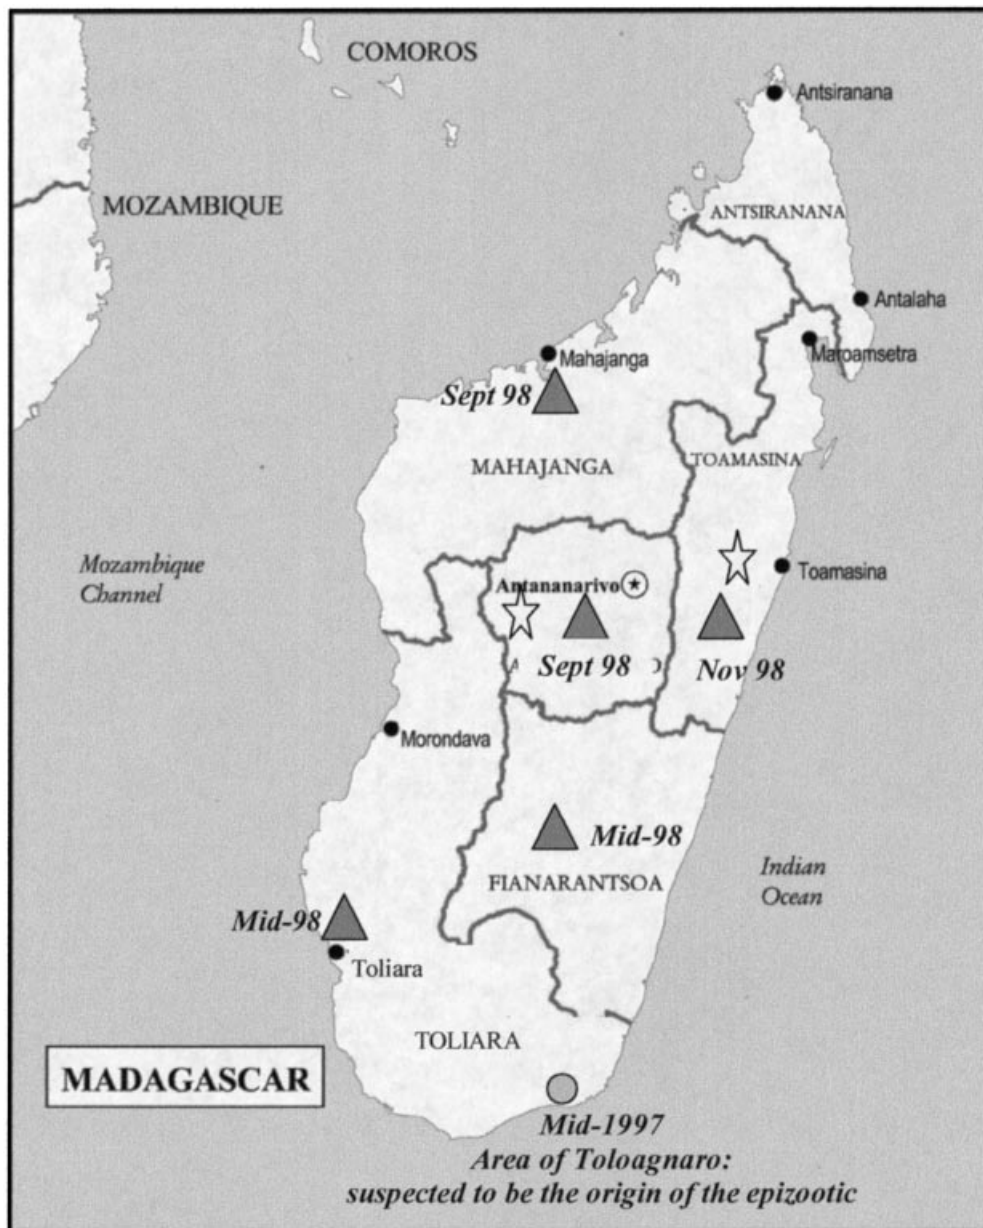 COMOROS
Antsiranana
MOZAMBIQUE
ANTSIRANANA
Antalaha
Maroamsetra
Mahajanga
Sept 98
MAHAJANGA
TOAMASINA
Mozambique
Channel
Toamasina
Antananarivo
Sept 98
Nov 98
Morondava
Mid-98
FIANARANTSOA
Indian
Ocean
Mid-98
Toliara
TOLIARA
MADAGASCAR
Mid-1997
Area of Toloagnaro:
suspected to be the origin of the epizootic